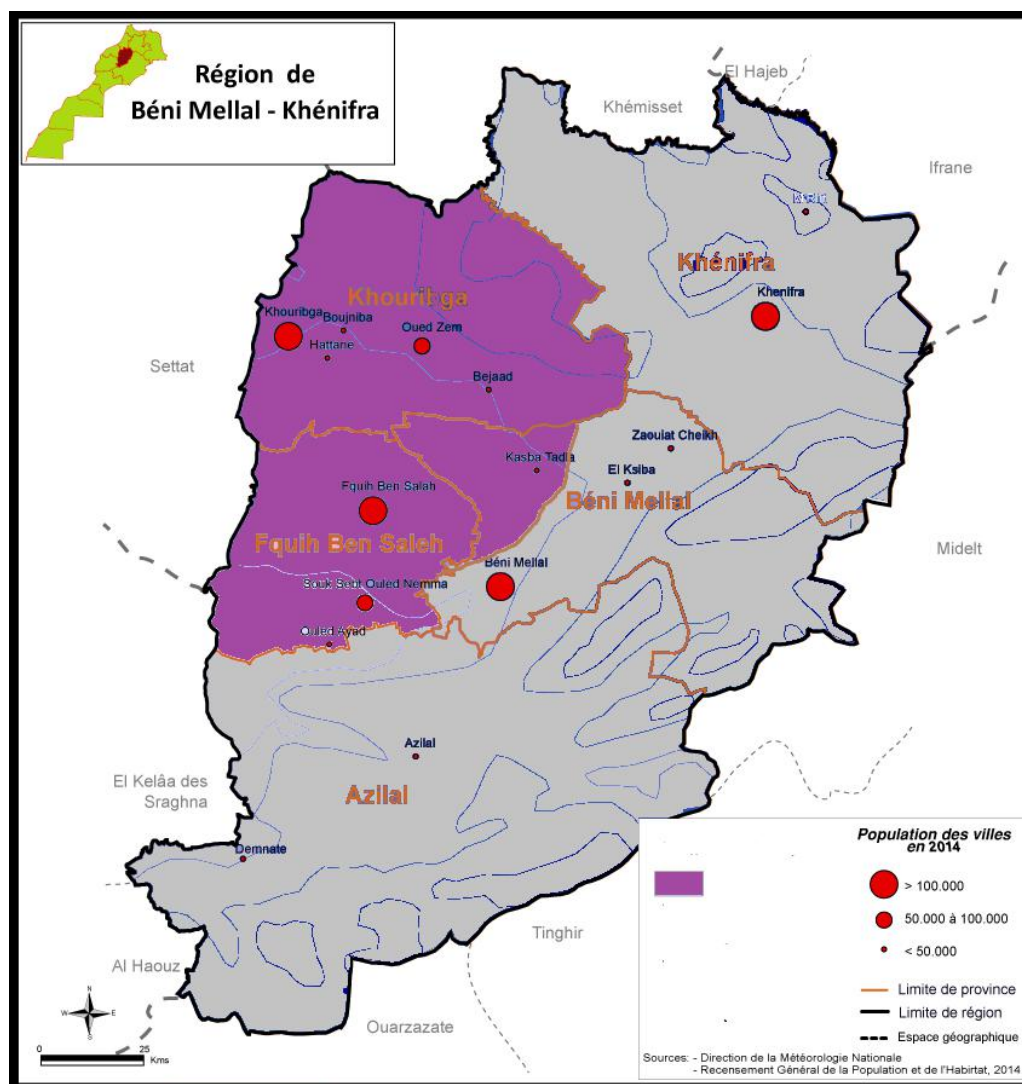 Région de
Béni Mellal - Khénifra
El Hajeb
Khémisset
Ifrane
Khénifra
Khenifra
Khouribga
Khouribga
Boujniba
Oued Zem
Hattane
Settat
Bejaad
Zaouiat Cheikh
Kasba Tadla
El Ksiba
Fquih Ben Salah
Béni Mellal
Fquih Ben Saleh
Midelt
Béni Mellal
Souk Sebt Ouled Nemma
Ouled Ayad
Azilal
El Kelâa des
Sraghna
Azilal
Demnate
Tinghir
Al Haouz
Ouarzazate
N
W
E
S
0
25
Kms
Population des villes
en 2014
> 100.000
50.000 à 100.000
< 50.000
Limite de province
Limite de région
Espace géographique
Sources: - Direction de la Météorologie Nationale
- Recensement Général de la Population et de l'Habirtat, 2014